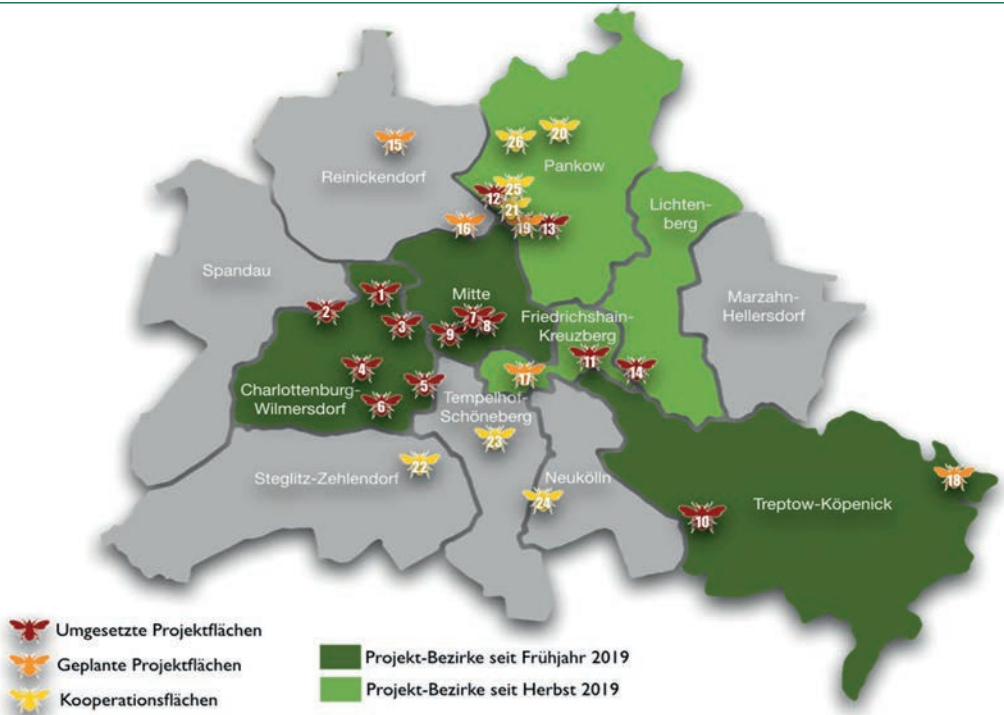 20
26
15
Pankow
Reinickendorf
25
12
Lichten-
berg
21
16
19
13
Spandau
1
Mitte
Marzahn-
Hellersdorf
2
3
7
8
9
Friedrichshain-
Kreuzberg
11
4
17
14
5
Charlottenburg-
Wilmersdorf
6
Tempelhof-
Schöneberg
23
22
Steglitz-Zehlendorf
Neukölln
18
24
Treptow-Köpenick
10
Umgesetzte Projektflächen
Geplante Projektflächen
Kooperationsflächen
Projekt-Bezirke seit Frühjahr 2019
Projekt-Bezirke seit Herbst 2019